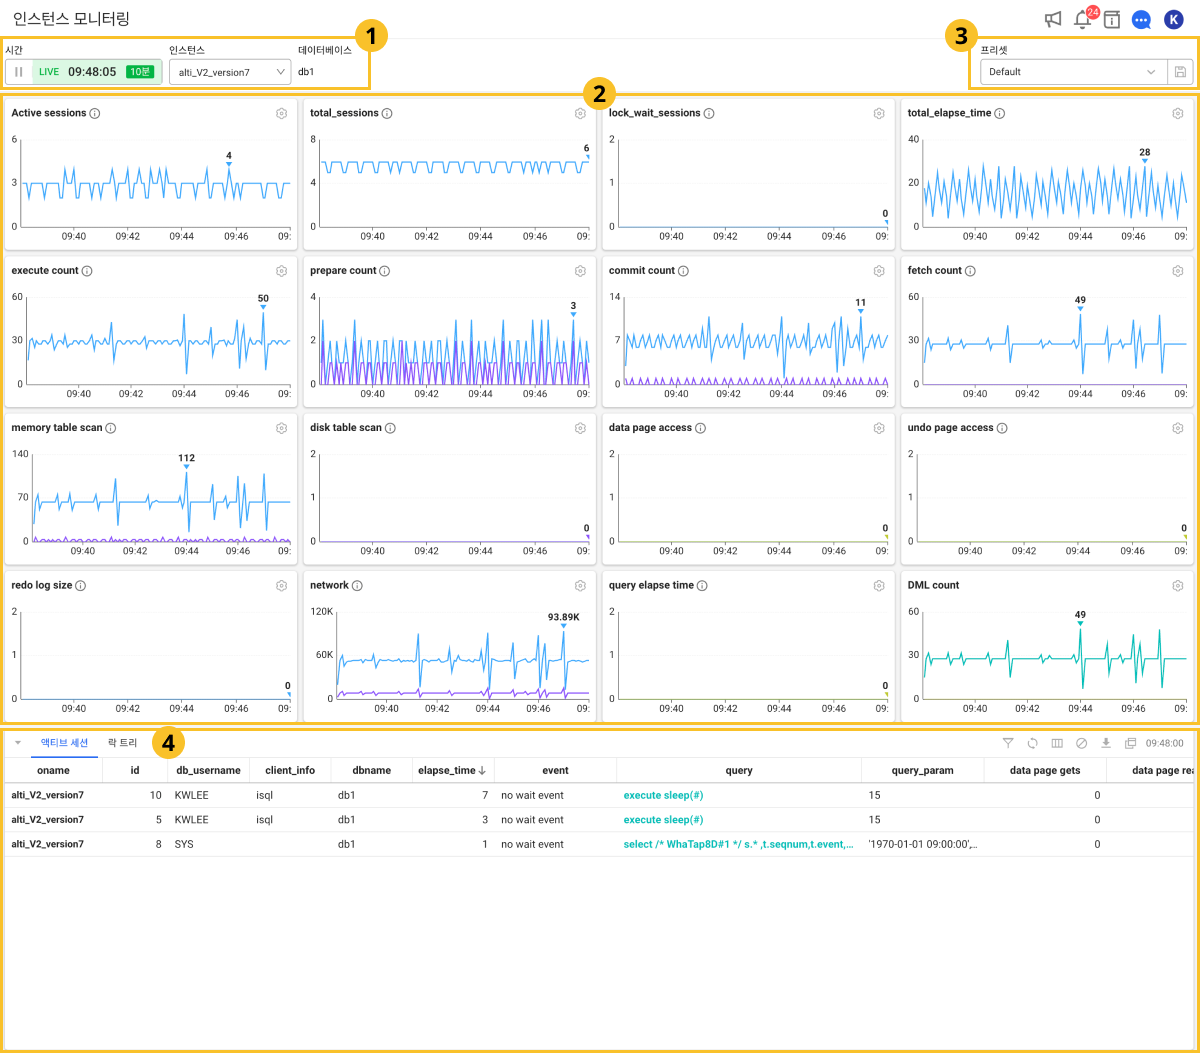 인스턴스 모니터링
24
K
1
3
시간
인스턴스
데이터베이스
프리셋
LIVE 09:48:05 10분
alti_V2_version7
db1
Default
2
Active sessions
6
3
0
4
09:40 09:42 09:44 09:46 09:
total_sessions
8
4
0
6
09:40 09:42 09:44 09:46 09:
lock_wait_sessions
2
1
0
0
09:40 09:42 09:44 09:46 09:
total_elapse_time
40
20
0
28
09:40 09:42 09:44 09:46 09:
execute count
60
30
0
50
09:40 09:42 09:44 09:46 09:
prepare count
4
2
0
3
09:40 09:42 09:44 09:46 09:
commit count
14
7
0
11
09:40 09:42 09:44 09:46 09:
fetch count
60
30
0
49
09:40 09:42 09:44 09:46 09:
memory table scan
140
70
0
112
09:40 09:42 09:44 09:46 09:
disk table scan
2
1
0
0
09:40 09:42 09:44 09:46 09:
data page access
2
1
0
0
09:40 09:42 09:44 09:46 09:
undo page access
2
1
0
0
09:40 09:42 09:44 09:46 09:
redo log size
2
1
0
0
09:40 09:42 09:44 09:46 09:
network
120K
60K
0
93.89K
09:40 09:42 09:44 09:46 09:
query elapse time
2
1
0
0
09:40 09:42 09:44 09:46 09:
DML count
60
30
0
49
09:40 09:42 09:44 09:46 09:
액티브 세션 락 트리 4 09:48:00
oname id db_username client_info dbname elapse_time event query query_param data page gets data page rea
alti_V2_version7 10 KWLEE isql db1 7 no wait event execute sleep(#) 15 0
alti_V2_version7 5 KWLEE isql db1 3 no wait event execute sleep(#) 15 0
alti_V2_version7 8 SYS db1 1 no wait event select /* WhaTap8D#1 */ s.* ,t.seqnum,t.event,... '1970-01-01 09:00:00',... 0